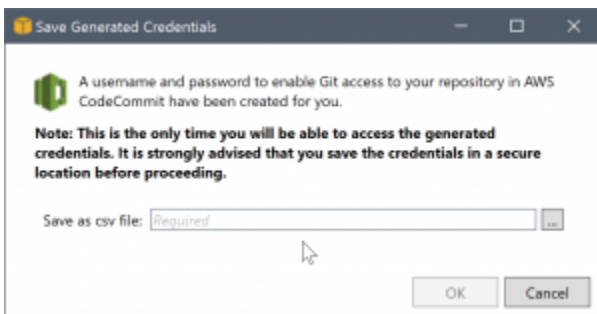 Save Generated Credentials
A username and password to enable Git access to your repository in AWS
CodeCommit have been created for you.
Note: This is the only time you will be able to access the generated
credentials. It is strongly advised that you save the credentials in a secure
location before proceeding.
Save as csv file: Required ...
OK Cancel